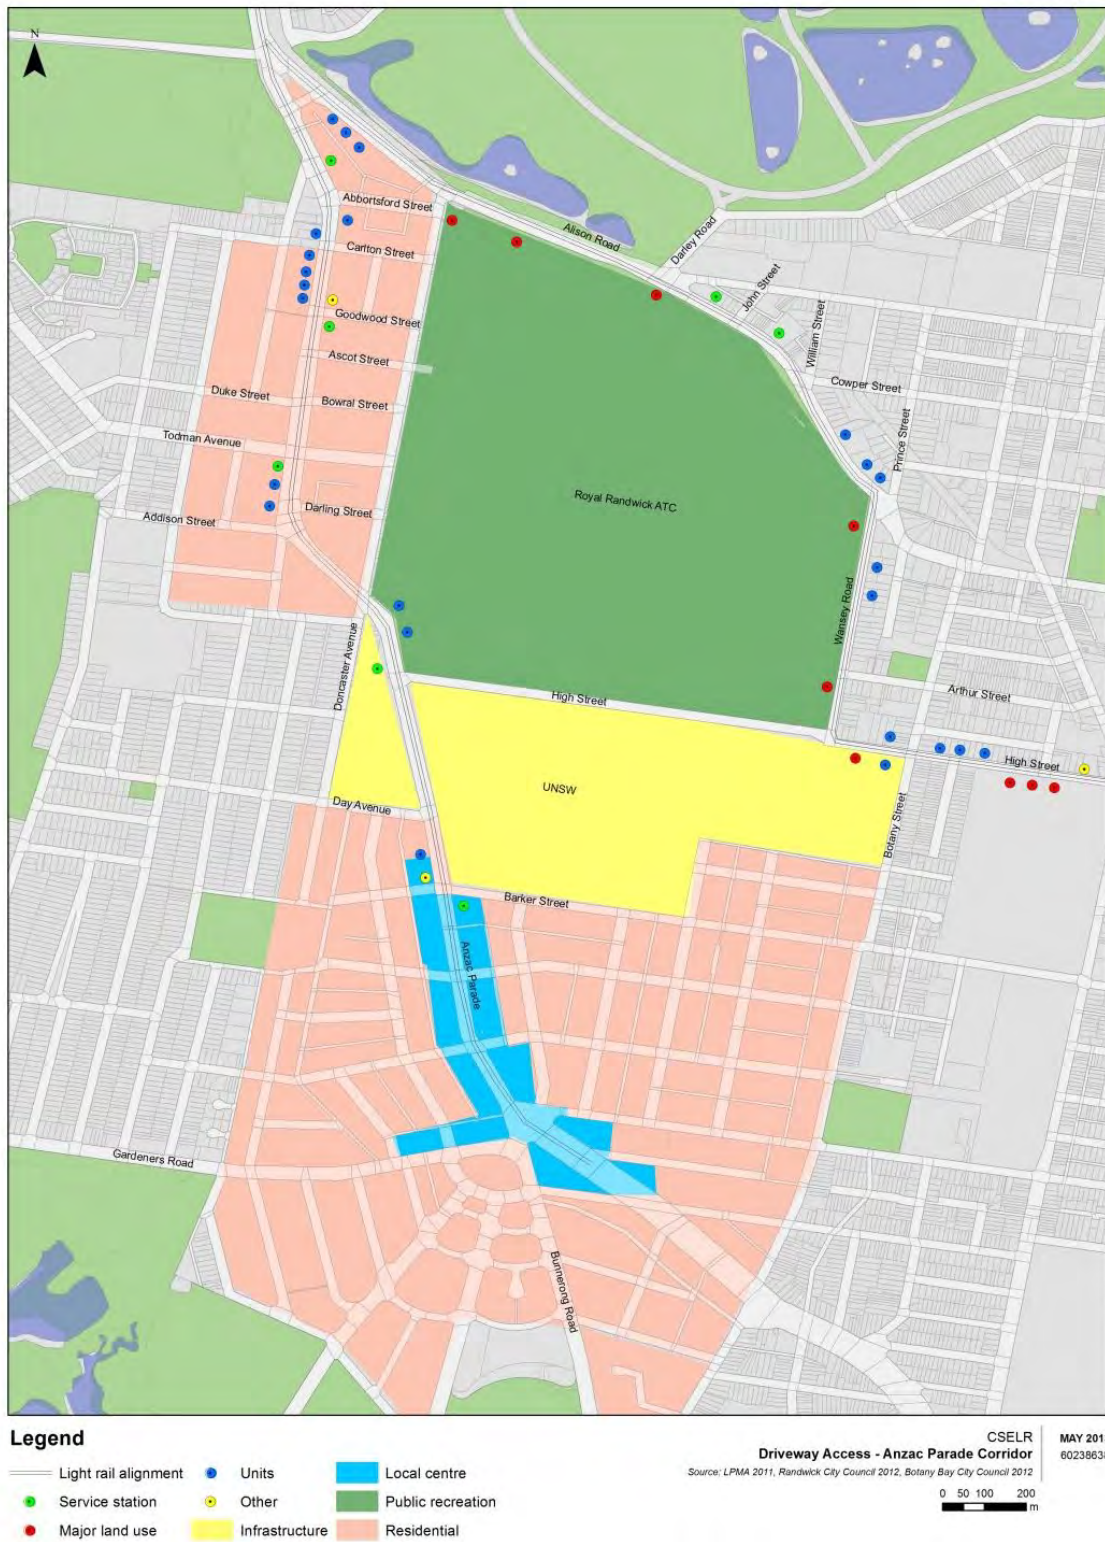 N
Abbortsford Street
Carlton Street
Alison Road
Darley Road
John Street
William Street
Goodwood Street
Ascot Street
Cowper Street
Duke Street
Bowral Street
Prince Street
Todman Avenue
Royal Randwick ATC
Darling Street
Addison Street
Wansey Road
Doncaster Avenue
High Street
Arthur Street
High Street
UNSW
Day Avenue
Botany Street
Barker Street
Anzac Parade
Gardeners Road
Bunnerong Road
Legend
Light rail alignment
Units
Local centre
Service station
Other
Public recreation
Major land use
Infrastructure
Residential
CSELR
Driveway Access - Anzac Parade Corridor
Source: LPMA 2011, Randwick City Council 2012, Botany Bay City Council 2012
0 50 100 200
m
MAY 201
6023863